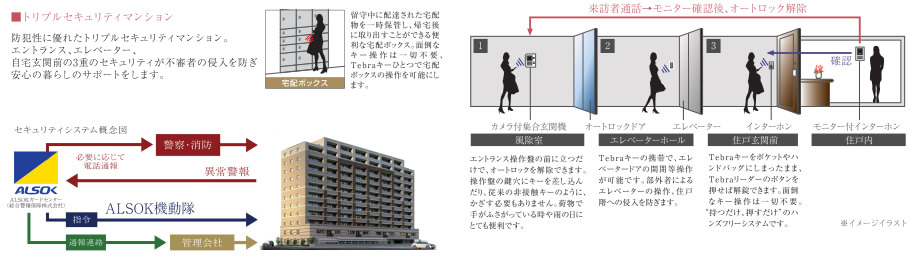 ■トリプルセキュリティマンション
防犯性に優れたトリプルセキュリティマンション。
エントランス、エレベーター、
自宅玄関前の3重のセキュリティが不審者の侵入を防ぎ
安心の暮らしのサポートをします。
宅配ボックス
留守中に配達された宅配
物を一時保管し、帰宅後
に取り出すことができる便
利な宅配ボックス。面倒な
キー操作は一切不要、
Tebraキーひとつで宅配
ボックスの操作を可能にし
ます。
セキュリティシステム概念図
警察・消防
必要に応じて
電話通報
異常警報
ALSOK
ALSOKガードセンター
(綜合警備保障株式会社)
指令
ALSOK機動隊
通報連絡
管理会社
来訪者通話→モニター確認後、オートロック解除
1
2
3
確認
カメラ付集合玄関機
オートロックドア
エレベーター
インターホン
モニター付インターホン
風除室
エレベーターホール
住戸玄関前
住戸内
エントランス操作盤の前に立つだ
けで、オートロックを解除できます。
操作盤の鍵穴にキーを差し込ん
だり、従来の非接触キーのように、
かざす必要もありません。荷物で
手がふさがっている時や雨の日に
とても便利です。
Tebraキーの携帯で、エレ
ベータードアの開閉等操作
が可能です。部外者による
エレベーターの操作、住戸
階への侵入を防ぎます。
Tebraキーをポケットやハ
ンドバッグにしまったまま、
Tebraリーダーのボタンを
押せば解錠できます。面倒
なキー操作は一切不要。
“持つだけ、押すだけ”のハ
ンズフリーシステムです。
※イメージイラスト